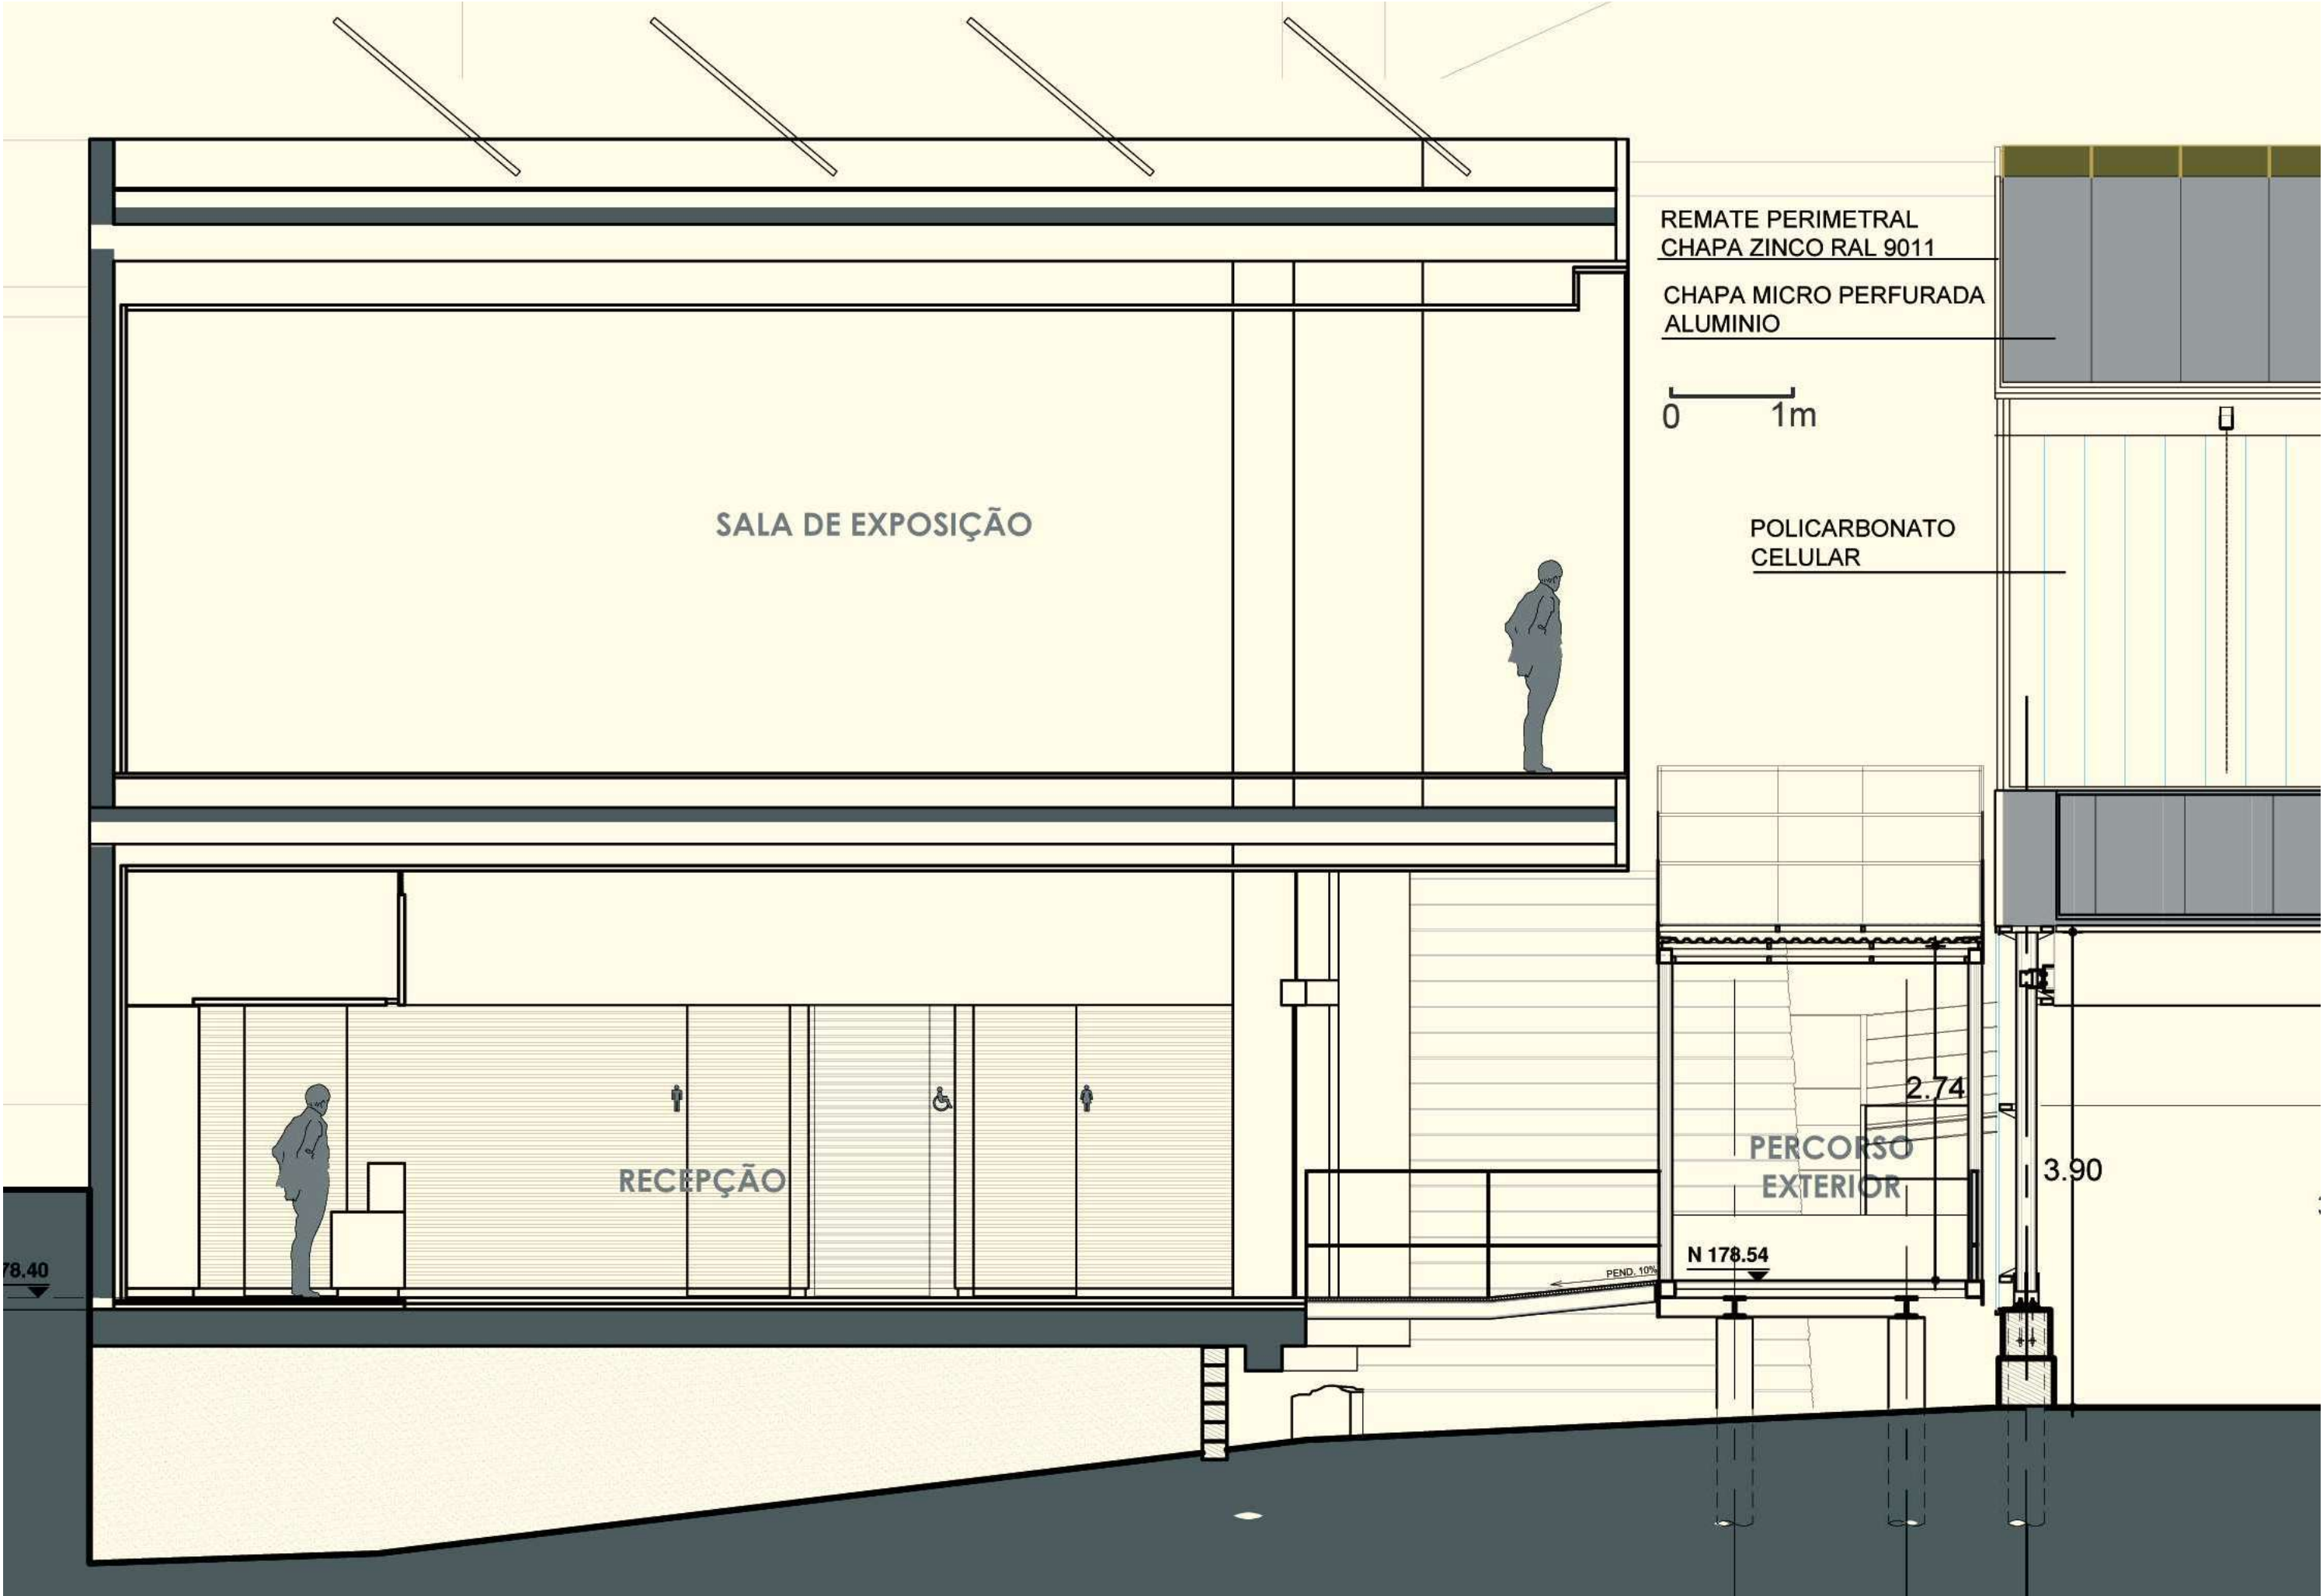 REMATE PERIMETRAL
CHAPA ZINCO RAL 9011
CHAPA MICRO PERFURADA
ALUMINIO
0 1m
SALA DE EXPOSIÇÃO
POLICARBONATO
CELULAR
2.74
PERCORSO
EXTERIOR
3.90
RECEPÇÃO
N 178.54
PEND. 10%
78.40